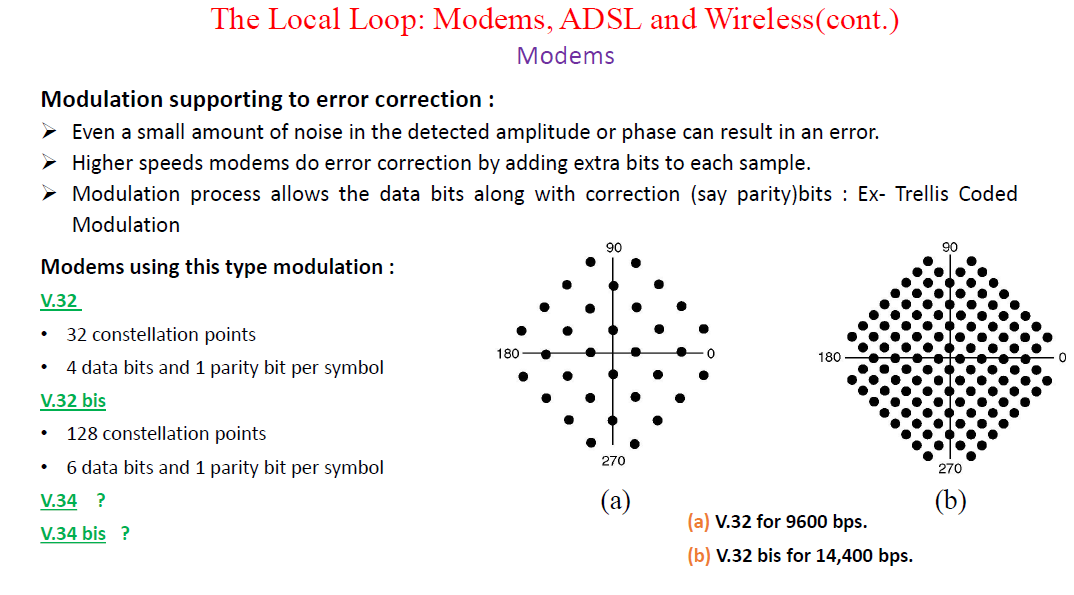 The Local Loop: Modems, ADSL and Wireless(cont.)
Modems
Modulation supporting to error correction :
➢ Even a small amount of noise in the detected amplitude or phase can result in an error.
➢ Higher speeds modems do error correction by adding extra bits to each sample.
➢ Modulation process allows the data bits along with correction (say parity)bits : Ex- Trellis Coded
Modulation
Modems using this type modulation :
V.32
• 32 constellation points
• 4 data bits and 1 parity bit per symbol
V.32 bis
• 128 constellation points
• 6 data bits and 1 parity bit per symbol
V.34 ?
V.34 bis ?
90
180
0
270
(a)
90
180
0
270
(b)
(a) V.32 for 9600 bps.
(b) V.32 bis for 14,400 bps.